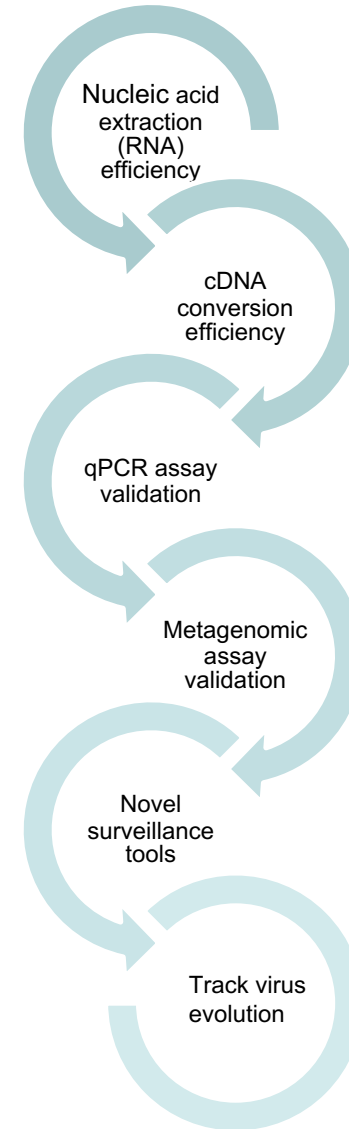 Nucleic acid
extraction
(RNA)
efficiency
cDNA
conversion
efficiency
qPCR assay
validation
Metagenomic
assay
validation
Novel
surveillance
tools
Track virus
evolution